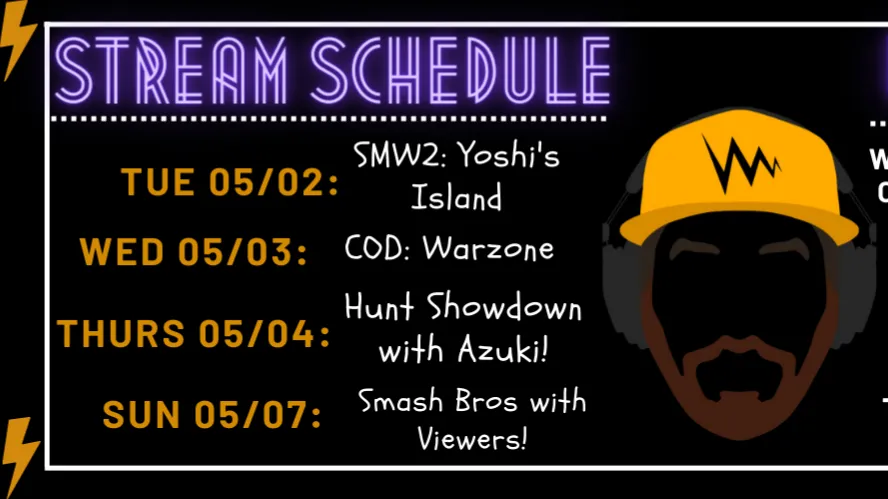 STREAM SCHEDULE
TUE 05/02:
SMW2: Yoshi's
Island
WED 05/03:
COD: Warzone
THURS 05/04:
Hunt Showdown
with Azuki!
SUN 05/07:
Smash Bros with
Viewers!